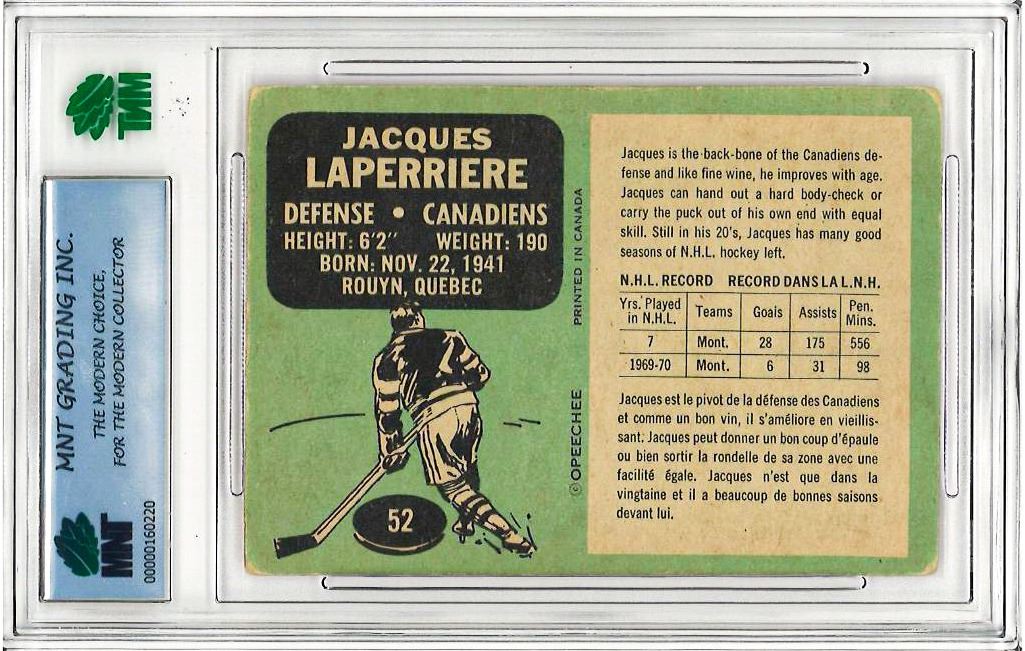 MNT
MNT GRADING INC.
THE MODERN CHOICE,
FOR THE MODERN COLLECTOR
MNT
00000160220
JACQUES
LAPERRIERE
DEFENSE • CANADIENS
HEIGHT: 6'2" WEIGHT: 190
BORN: NOV. 22, 1941
ROUYN, QUEBEC
52
©OPEECHEE PRINTED IN CANADA
Jacques is the back-bone of the Canadiens de-
fense and like fine wine, he improves with age.
Jacques can hand out a hard body-check or
carry the puck out of his own end with equal
skill. Still in his 20's, Jacques has many good
seasons of N.H.L. hockey left.
N.H.L. RECORD RECORD DANS LA L.N.H.
Yrs. Played in N.H.L. Teams Goals Assists Pen. Mins.
7 Mont. 28 175 556
1969-70 Mont. 6 31 98
Jacques est le pivot de la défense des Canadiens
et comme un bon vin, il s'améliore en vieillis-
sant. Jacques peut donner un bon coup d'épaule
ou bien sortir la rondelle de sa zone avec une
facilité égale. Jacques n'est que dans la
vingtaine et il a beaucoup de bonnes saisons
devant lui.